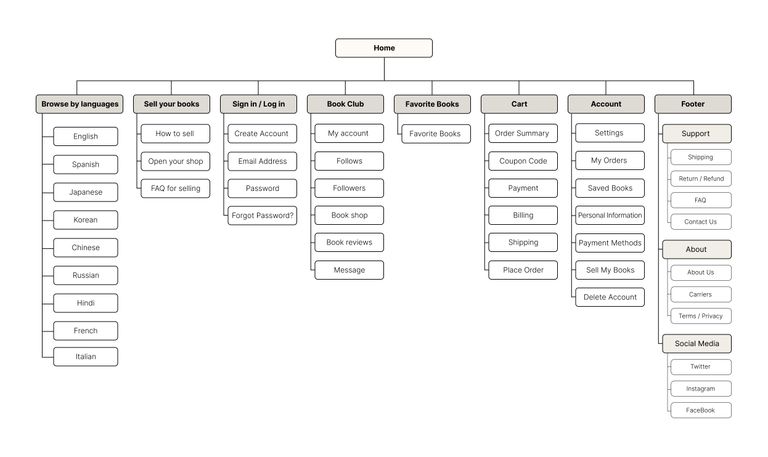 Home
Browse by languages
English
Spanish
Japanese
Korean
Chinese
Russian
Hindi
French
Italian
Sell your books
How to sell
Open your shop
FAQ for selling
Sign in / Log in
Create Account
Email Address
Password
Forgot Password?
Book Club
My account
Follows
Followers
Book shop
Book reviews
Message
Favorite Books
Favorite Books
Cart
Order Summary
Coupon Code
Payment
Billing
Shipping
Place Order
Account
Settings
My Orders
Saved Books
Personal Information
Payment Methods
Sell My Books
Delete Account
Footer
Support
Shipping
Return / Refund
FAQ
Contact Us
About
About Us
Carriers
Terms / Privacy
Social Media
Twitter
Instagram
FaceBook